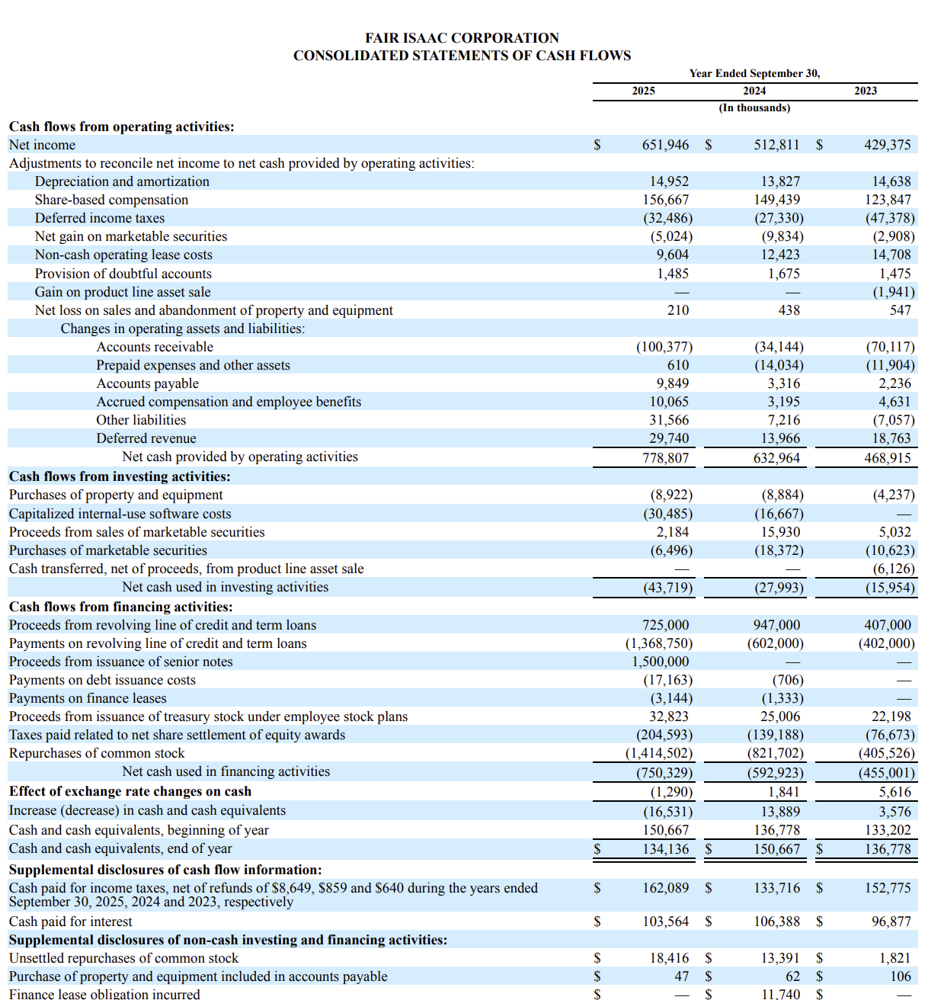 FAIR ISAAC CORPORATION
CONSOLIDATED STATEMENTS OF CASH FLOWS
Year Ended September 30,
2025 2024 2023
(In thousands)
Cash flows from operating activities:
Net income $ 651,946 $ 512,811 $ 429,375
Adjustments to reconcile net income to net cash provided by operating activities:
Depreciation and amortization 14,952 13,827 14,638
Share-based compensation 156,667 149,439 123,847
Deferred income taxes (32,486) (27,330) (47,378)
Net gain on marketable securities (5,024) (9,834) (2,908)
Non-cash operating lease costs 9,604 12,423 14,708
Provision of doubtful accounts 1,485 1,675 1,475
Gain on product line asset sale — — (1,941)
Net loss on sales and abandonment of property and equipment 210 438 547
Changes in operating assets and liabilities:
Accounts receivable (100,377) (34,144) (70,117)
Prepaid expenses and other assets 610 (14,034) (11,904)
Accounts payable 9,849 3,316 2,236
Accrued compensation and employee benefits 10,065 3,195 4,631
Other liabilities 31,566 7,216 (7,057)
Deferred revenue 29,740 13,966 18,763
Net cash provided by operating activities 778,807 632,964 468,915
Cash flows from investing activities:
Purchases of property and equipment (8,922) (8,884) (4,237)
Capitalized internal-use software costs (30,485) (16,667) —
Proceeds from sales of marketable securities 2,184 15,930 5,032
Purchases of marketable securities (6,496) (18,372) (10,623)
Cash transferred, net of proceeds, from product line asset sale — — (6,126)
Net cash used in investing activities (43,719) (27,993) (15,954)
Cash flows from financing activities:
Proceeds from revolving line of credit and term loans 725,000 947,000 407,000
Payments on revolving line of credit and term loans (1,368,750) (602,000) (402,000)
Proceeds from issuance of senior notes 1,500,000 — —
Payments on debt issuance costs (17,163) (706) —
Payments on finance leases (3,144) (1,333) —
Proceeds from issuance of treasury stock under employee stock plans 32,823 25,006 22,198
Taxes paid related to net share settlement of equity awards (204,593) (139,188) (76,673)
Repurchases of common stock (1,414,502) (821,702) (405,526)
Net cash used in financing activities (750,329) (592,923) (455,001)
Effect of exchange rate changes on cash (1,290) 1,841 5,616
Increase (decrease) in cash and cash equivalents (16,531) 13,889 3,576
Cash and cash equivalents, beginning of year 150,667 136,778 133,202
Cash and cash equivalents, end of year $ 134,136 $ 150,667 $ 136,778
Supplemental disclosures of cash flow information:
Cash paid for income taxes, net of refunds of $8,649, $859 and $640 during the years ended $ 162,089 $ 133,716 $ 152,775
September 30, 2025, 2024 and 2023, respectively
Cash paid for interest $ 103,564 $ 106,388 $ 96,877
Supplemental disclosures of non-cash investing and financing activities:
Unsettled repurchases of common stock $ 18,416 $ 13,391 $ 1,821
Purchase of property and equipment included in accounts payable $ 47 $ 62 $ 106
Finance lease obligation incurred $ — $ 11,740 $ —